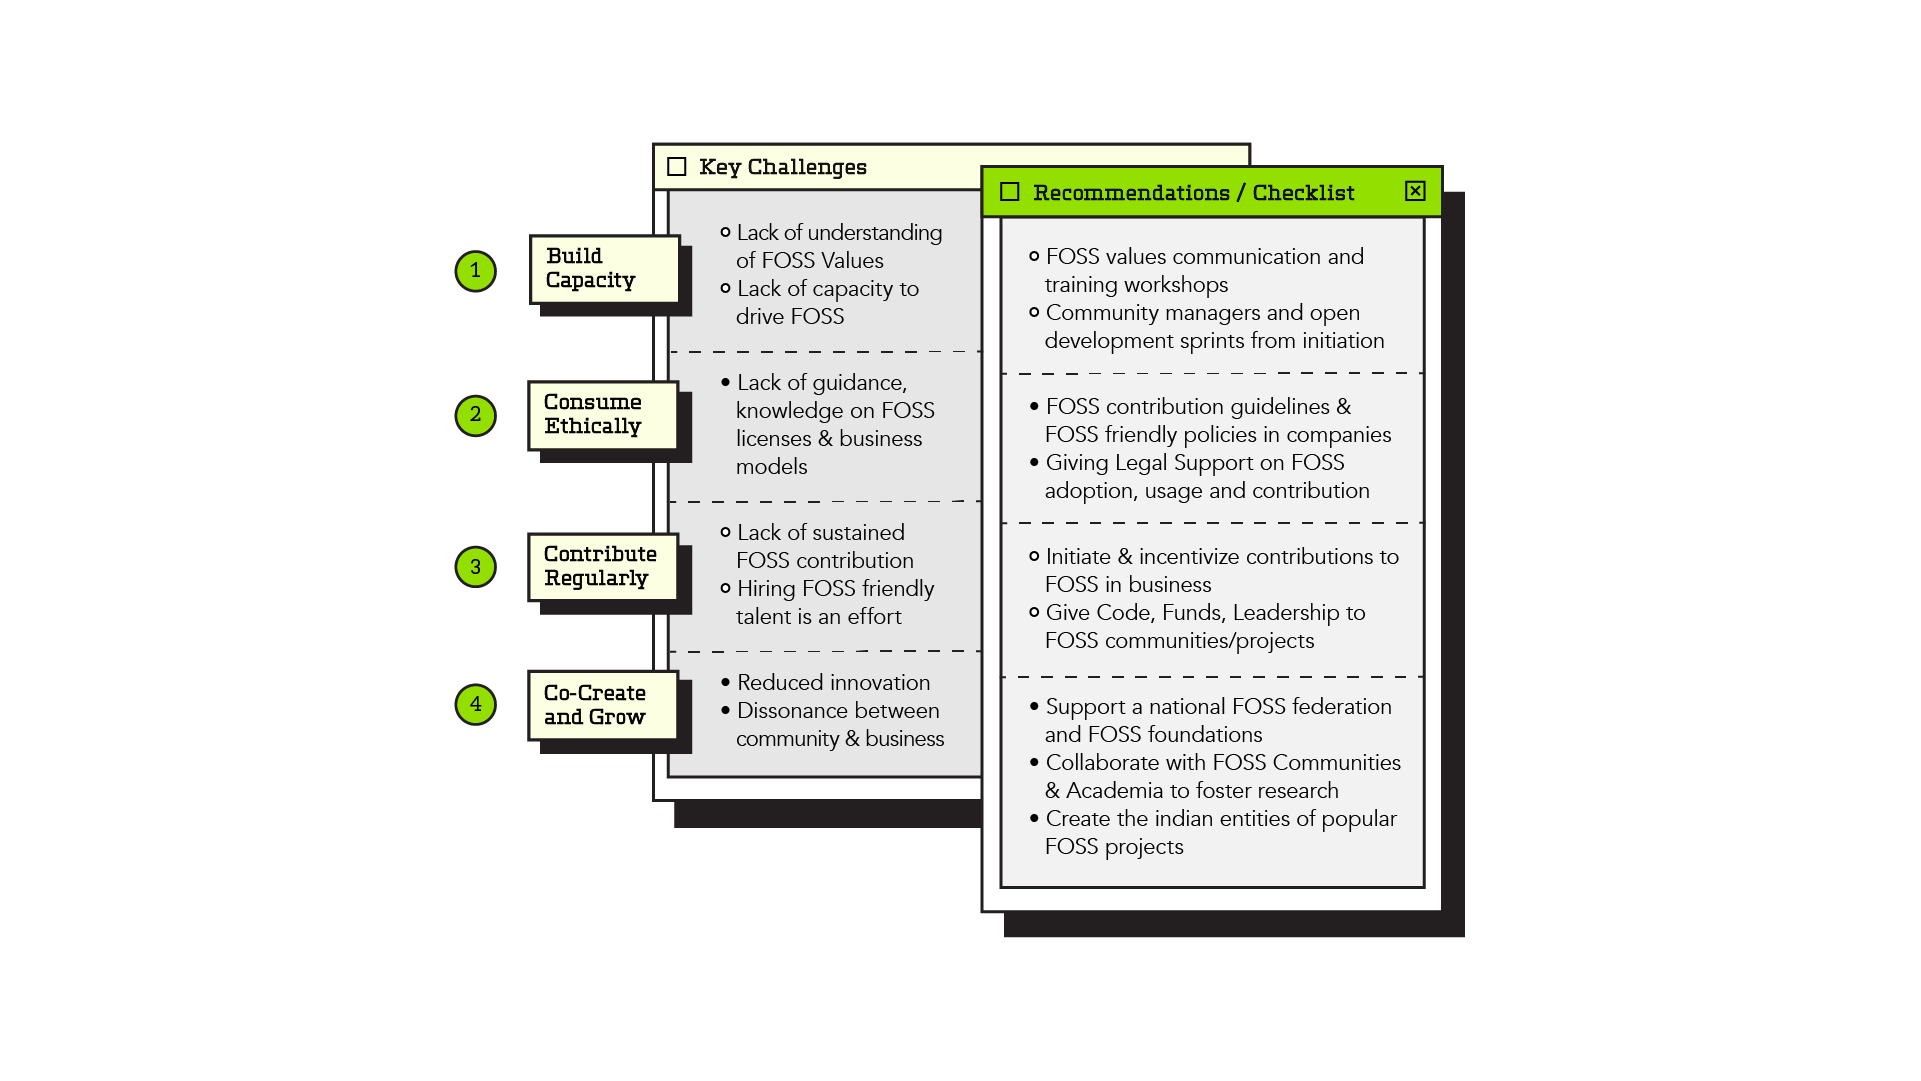 Key Challenges
Recommendations / Checklist
1
Build
Capacity
○ Lack of understanding
of FOSS Values
○ Lack of capacity to
drive FOSS
○ FOSS values communication and
training workshops
○ Community managers and open
development sprints from initiation
2
Consume
Ethically
• Lack of guidance,
knowledge on FOSS
licenses & business
models
• FOSS contribution guidelines &
FOSS friendly policies in companies
• Giving Legal Support on FOSS
adoption, usage and contribution
3
Contribute
Regularly
○ Lack of sustained
FOSS contribution
○ Hiring FOSS friendly
talent is an effort
○ Initiate & incentivize contributions to
FOSS in business
○ Give Code, Funds, Leadership to
FOSS communities/projects
4
Co-Create
and Grow
• Reduced innovation
• Dissonance between
community & business
• Support a national FOSS federation
and FOSS foundations
• Collaborate with FOSS Communities
& Academia to foster research
• Create the indian entities of popular
FOSS projects